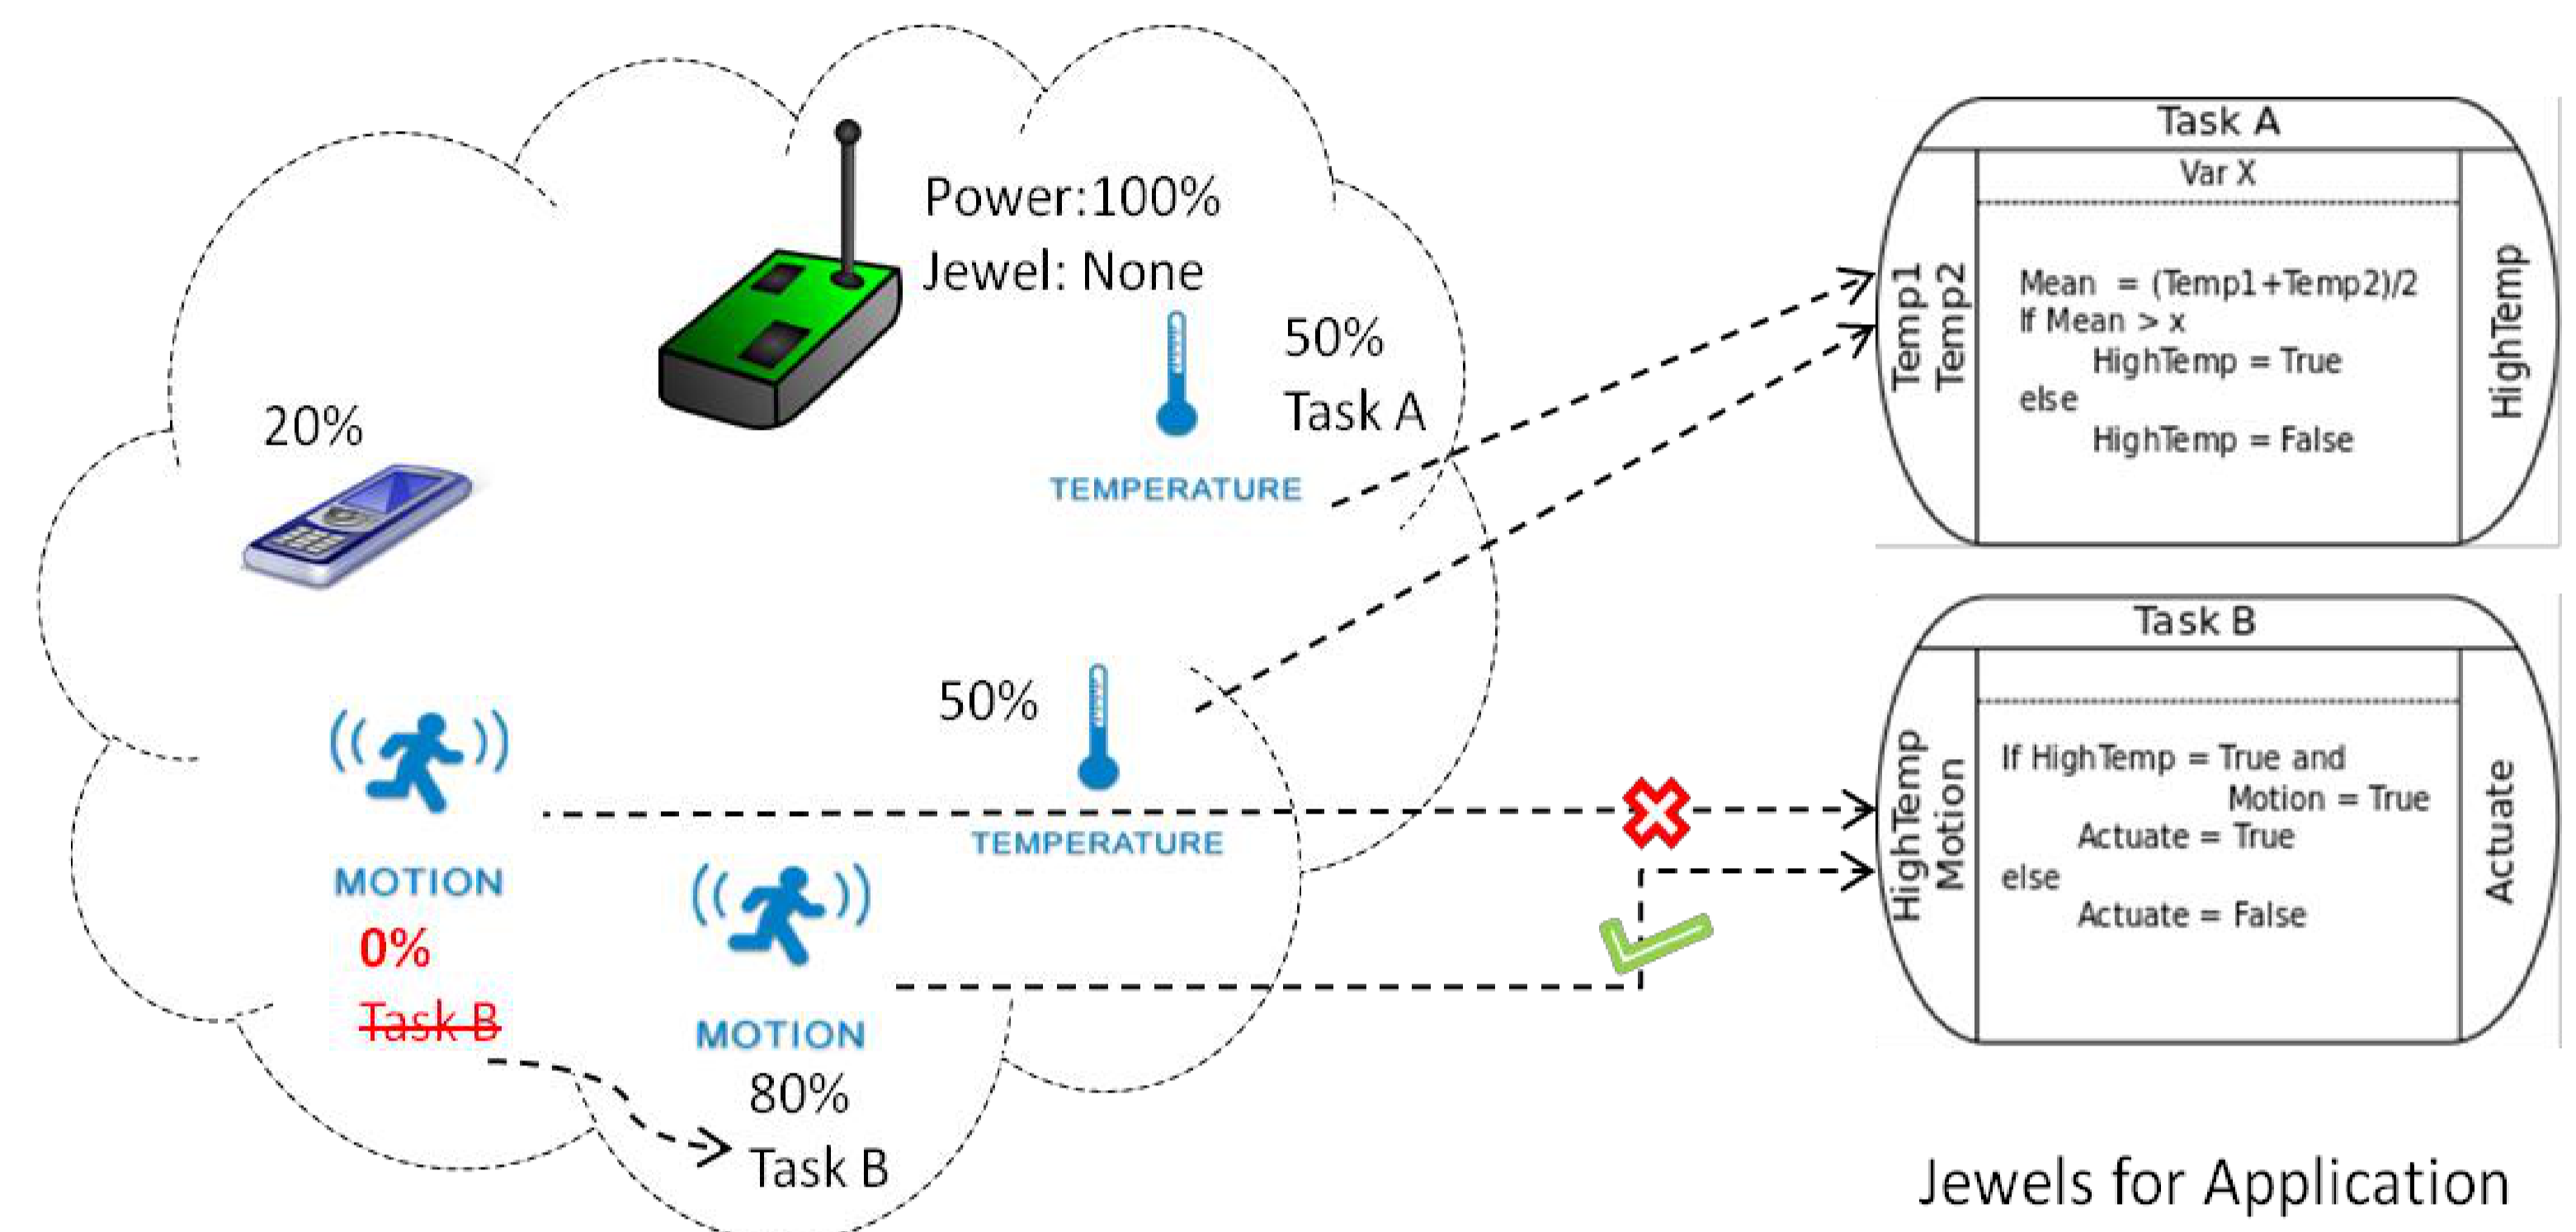 Power:100%
Jewel: None
50%
Task A
TEMPERATURE
20%
50%
TEMPERATURE
MOTION
0%
Task B
MOTION
80%
Task B
Task A
Var X
Temp1
Temp2
Mean = (Temp1+Temp2)/2
If Mean > x
HighTemp = True
else
HighTemp = False
HighTemp
Task B
HighTemp
Motion
If HighTemp = True and
Motion = True
Actuate = True
else
Actuate = False
Actuate
Jewels for Application